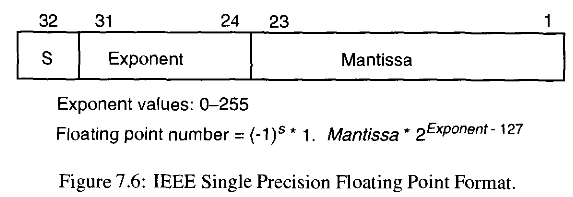 32 31 24 23 1
S Exponent Mantissa
Exponent values: 0–255
Floating point number = (-1)^s * 1. Mantissa * 2^Exponent - 127
Figure 7.6: IEEE Single Precision Floating Point Format.